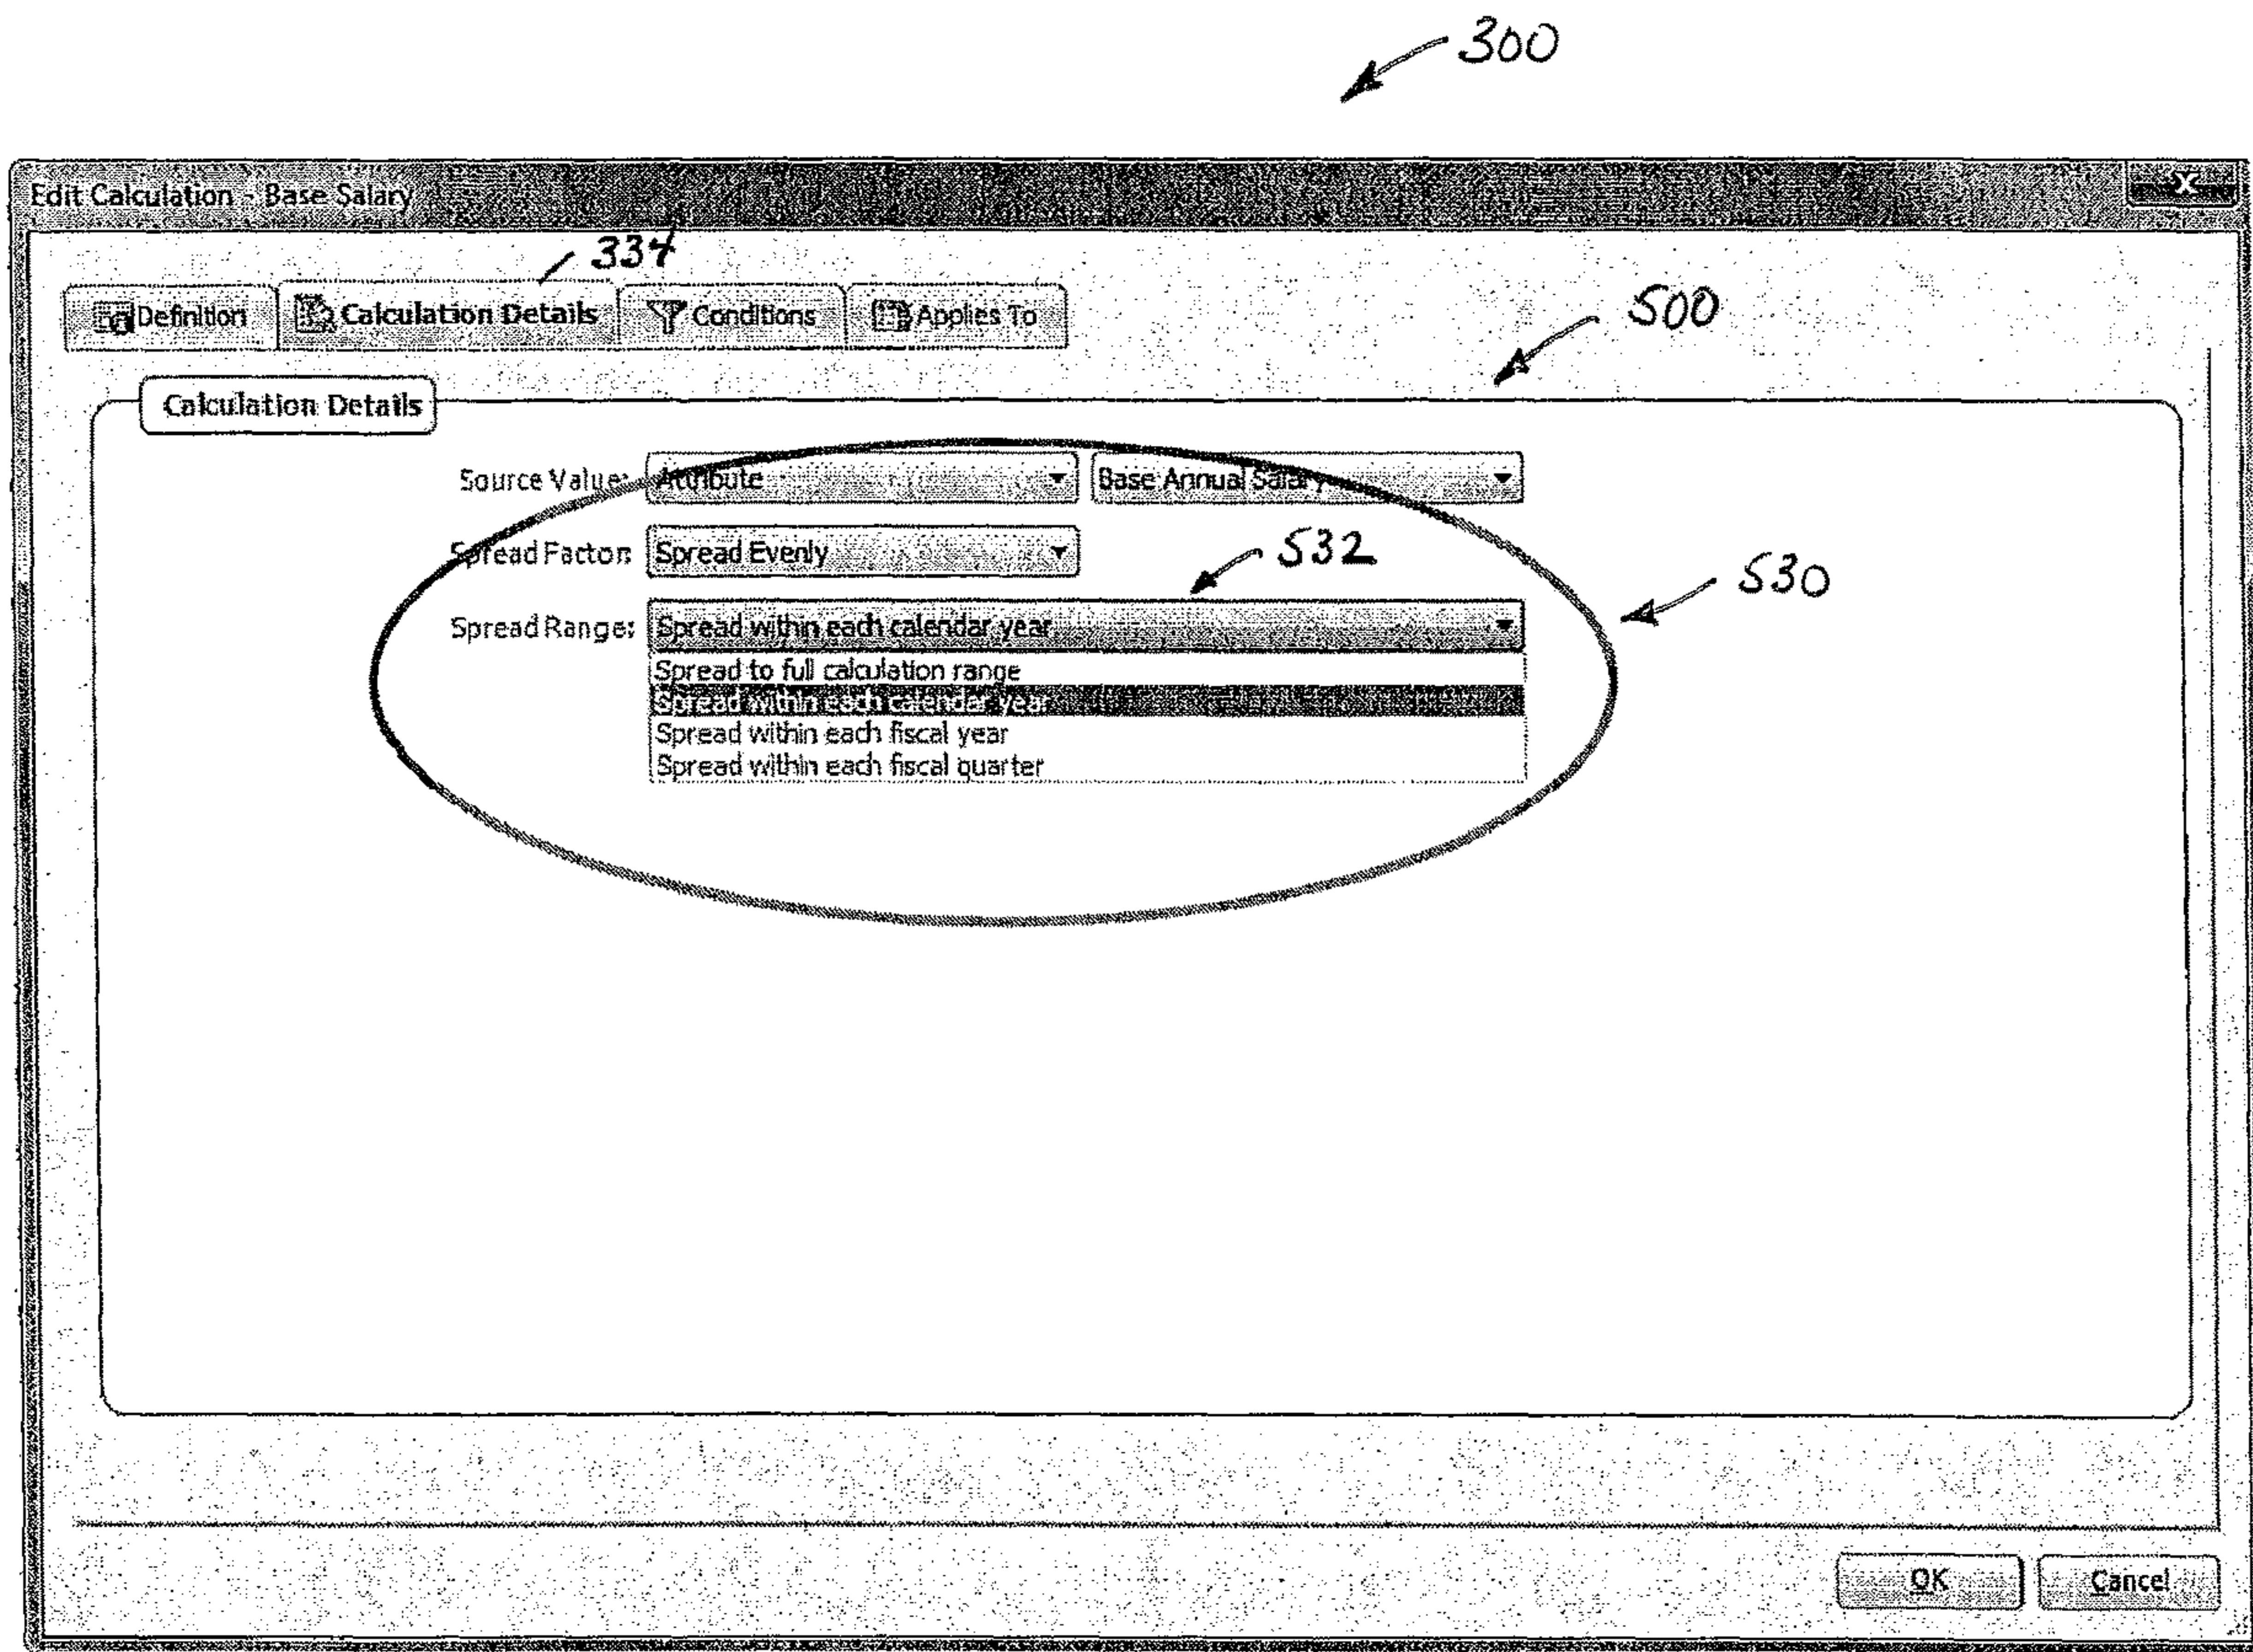 300
Edit Calculation - Base Salary
X
334
Definition Calculation Details Conditions Applies To
500
Calculation Details
Source Value: Attribute Base Annual Salary
Spread Factor: Spread Evenly
532
530
Spread Range: Spread within each calendar year
Spread to full calculation range
Spread within each calendar year
Spread within each fiscal year
Spread within each fiscal quarter
OK Cancel